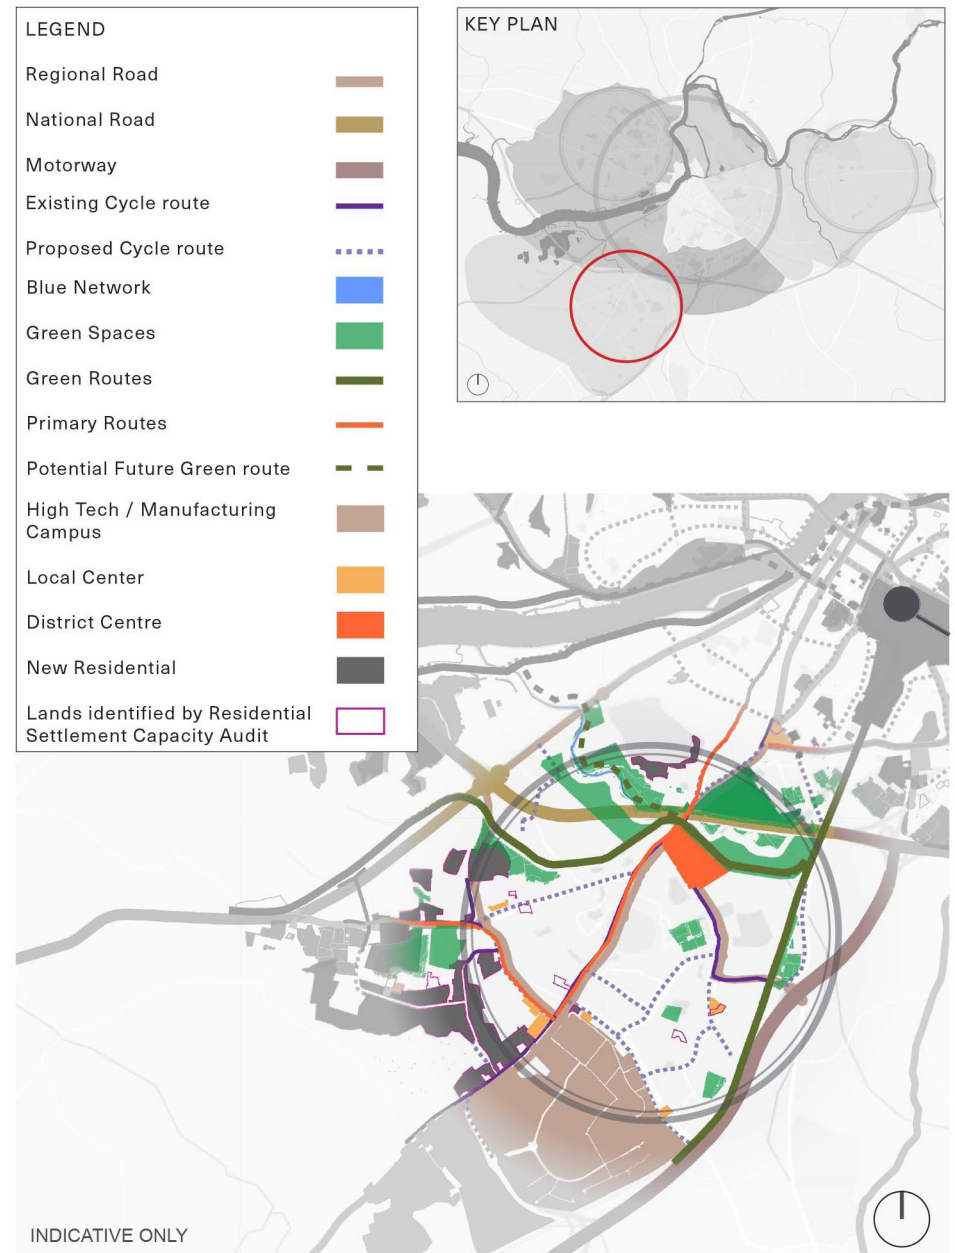 LEGEND
Regional Road
National Road
Motorway
Existing Cycle route
Proposed Cycle route
Blue Network
Green Spaces
Green Routes
Primary Routes
Potential Future Green route
High Tech / Manufacturing
Campus
Local Center
District Centre
New Residential
Lands identified by Residential
Settlement Capacity Audit
KEY PLAN
INDICATIVE ONLY